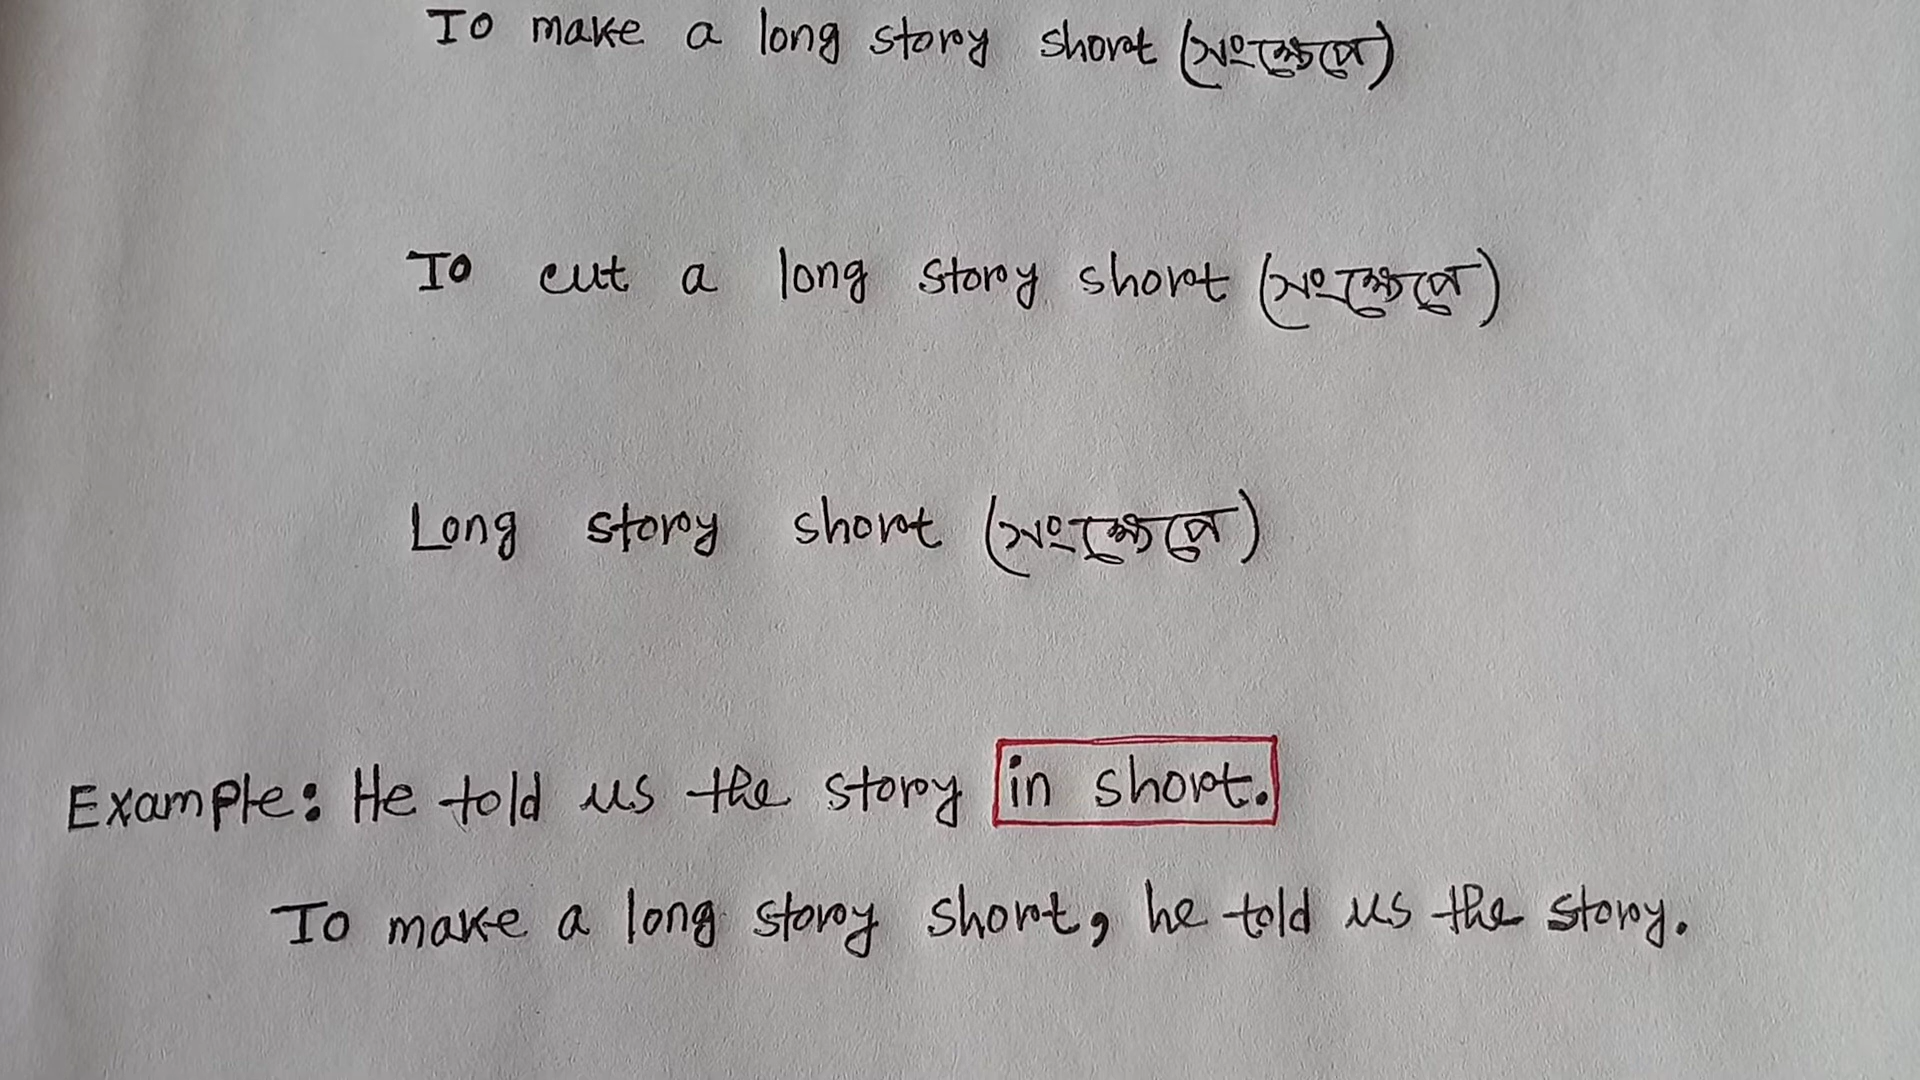 To make a long story short (সংক্ষেপে)
To cut a long story short (সংক্ষেপে)
Long story short (সংক্ষেপে)
Example: He told us the story in short.
To make a long story short, he told us the story.